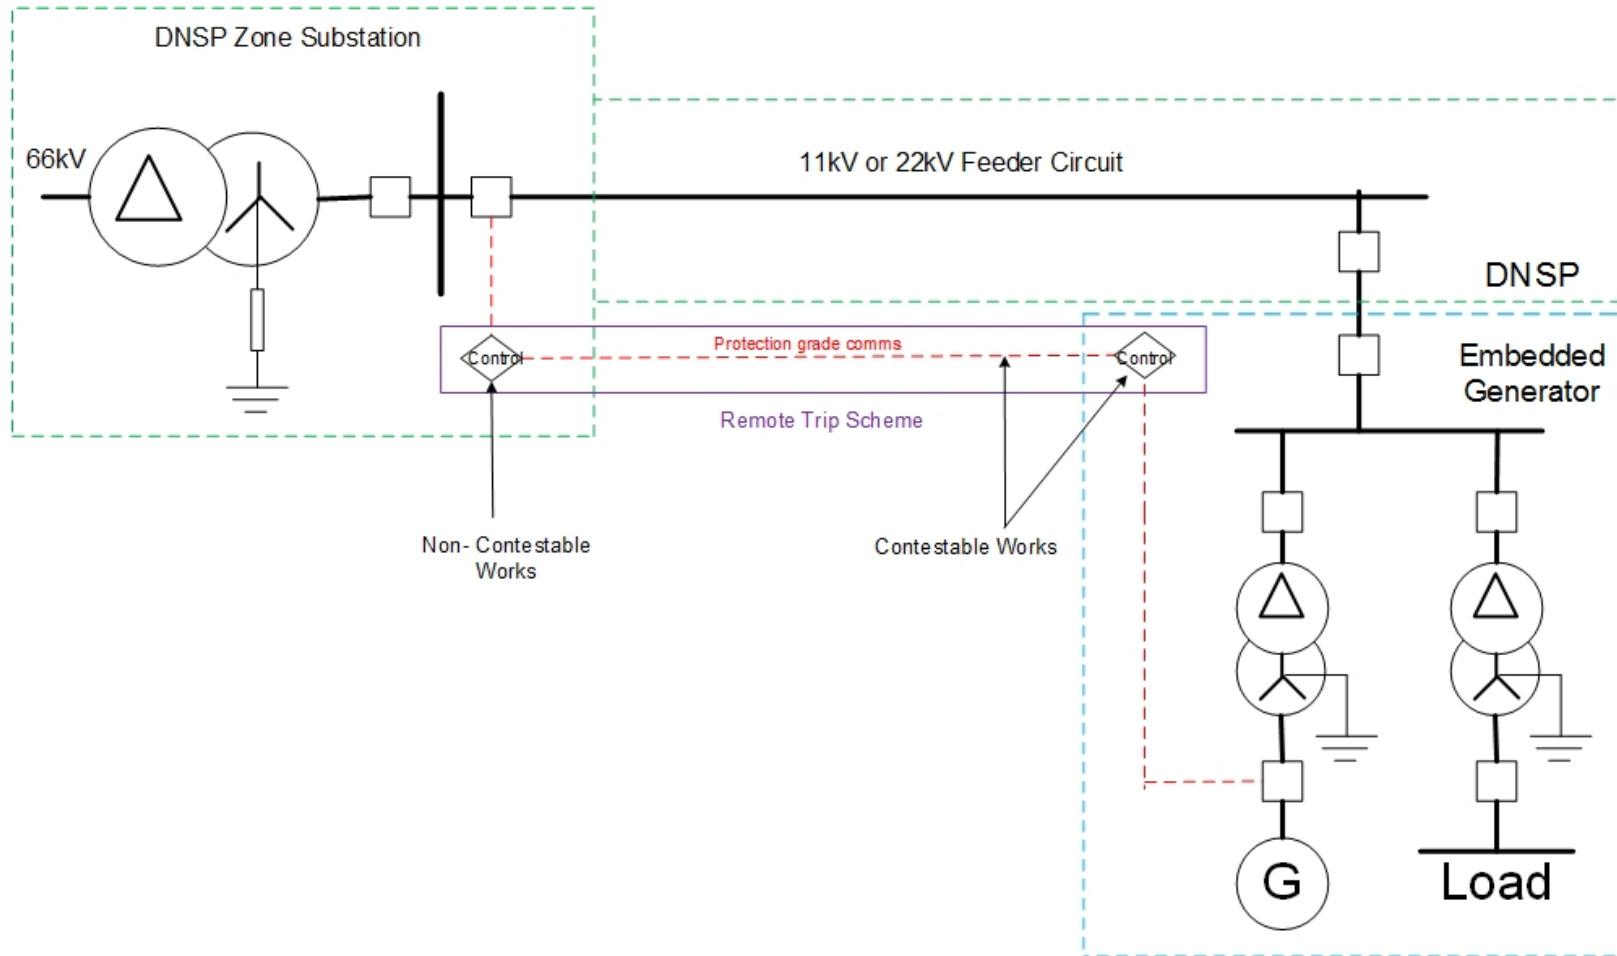 DNSP Zone Substation
66kV
11kV or 22kV Feeder Circuit
DNSP
Embedded
Generator
Protection grade comms
Control
Control
Remote Trip Scheme
Non- Contestable
Works
Contestable Works
G
Load